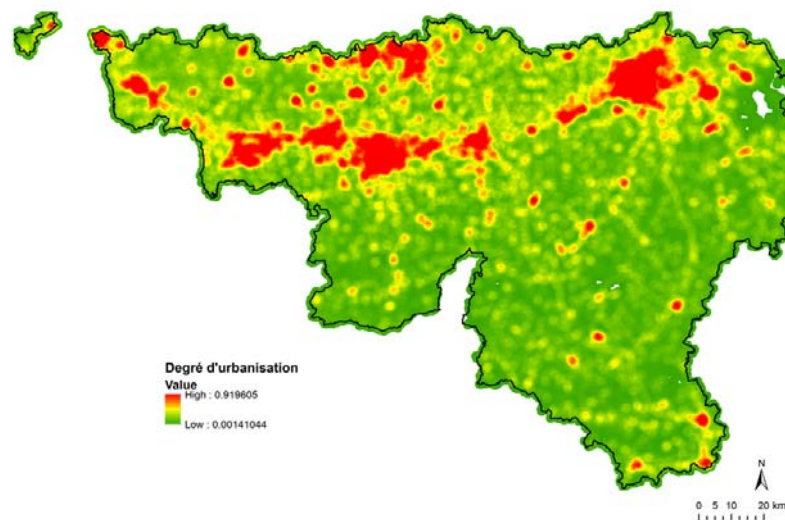 Degré d'urbanisation
Value
High : 0.919605
Low : 0.00141044
N
0 5 10 20 km